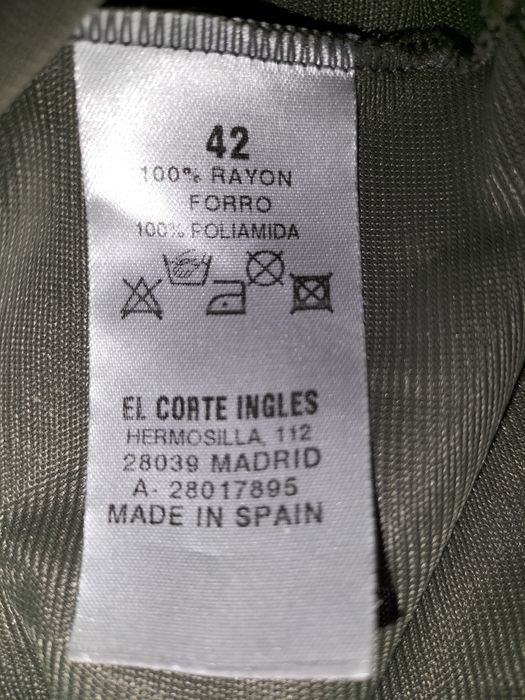 42
100% RAYON
FORRO
100% POLIAMIDA
EL CORTE INGLES
HERMOSILLA, 112
28039 MADRID
A- 28017895
MADE IN SPAIN